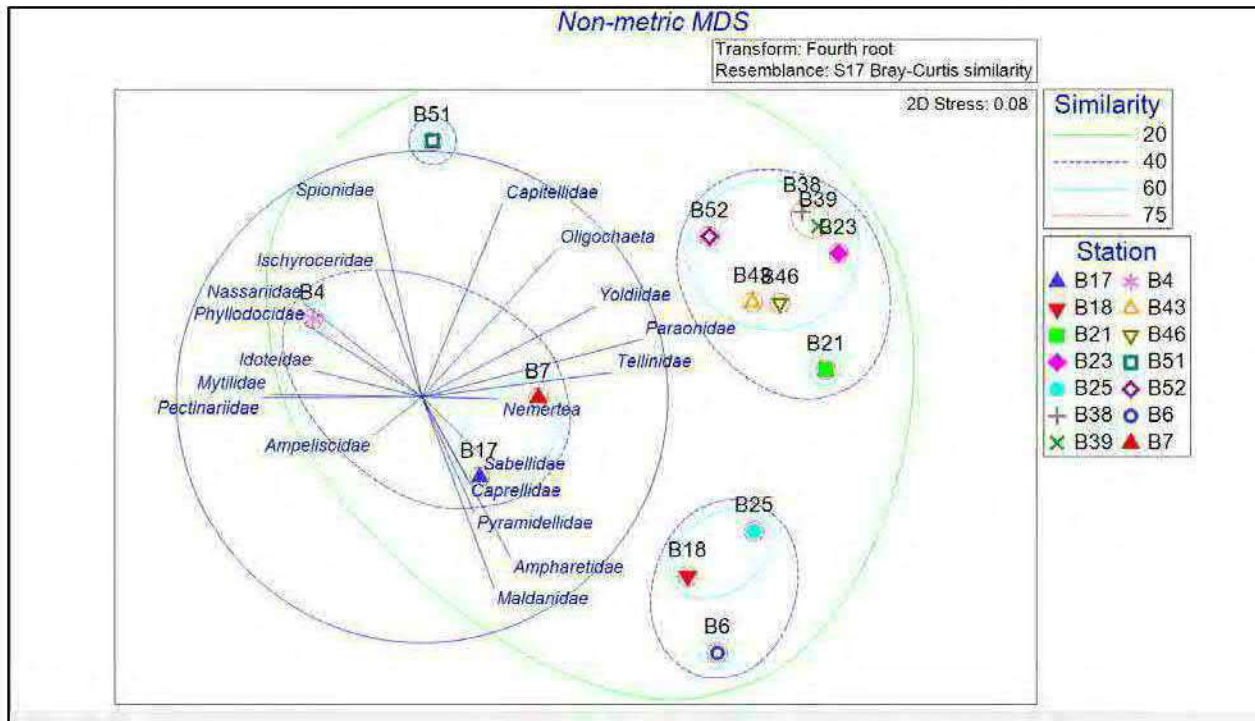 Non-metric MDS
Transform: Fourth root
Resemblance: S17 Bray-Curtis similarity
2D Stress: 0.08
B51
Spionidae
Capitellidae
Oligochaeta
Ischyroceridae
Nassariidae
B4
Phyllodocidae
Yoldiidae
Paraonidae
Idoteidae
Tellinidae
B7
Mytilidae
Pectinariidae
Nemertea
Ampeliscidae
B17
Sabellidae
Caprellidae
Pyramidellidae
Ampharetidae
Maldanidae
B38
B39
B52
B23
B43
B46
B21
B25
B18
B6
Similarity
20
40
60
75
Station
B17 B4
B18 B43
B21 B46
B23 B51
B25 B52
B38 B6
B39 B7